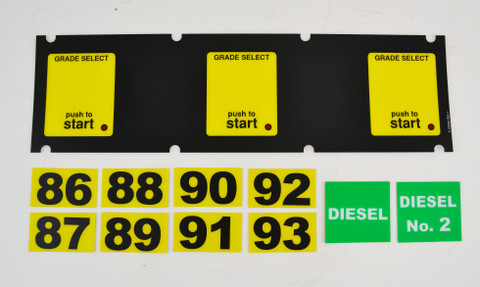 GRADE SELECT
push to
start
GRADE SELECT
push to
start
GRADE SELECT
push to
start
86 88 90 92
87 89 91 93
DIESEL
DIESEL
No. 2